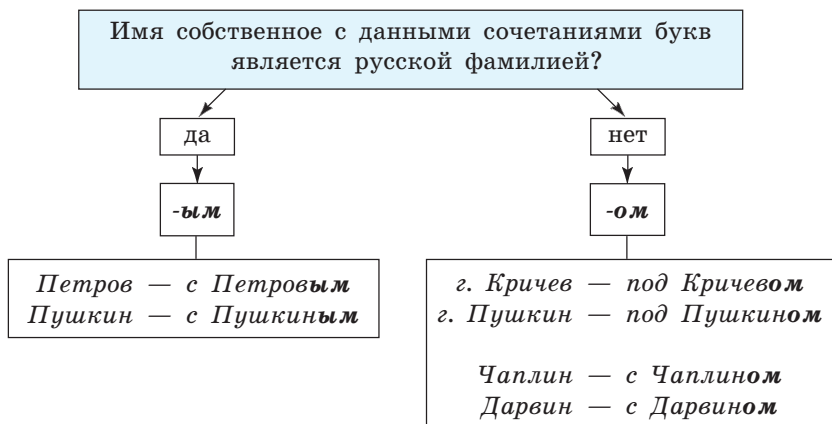 Имя собственное с данными сочетаниями букв
является русской фамилией?
да
нет
-ым
-ом
Петров — с Петровым
Пушкин — с Пушкиным
г. Кричев — под Кричевом
г. Пушкин — под Пушкином
Чаплин — с Чаплином
Дарвин — с Дарвином